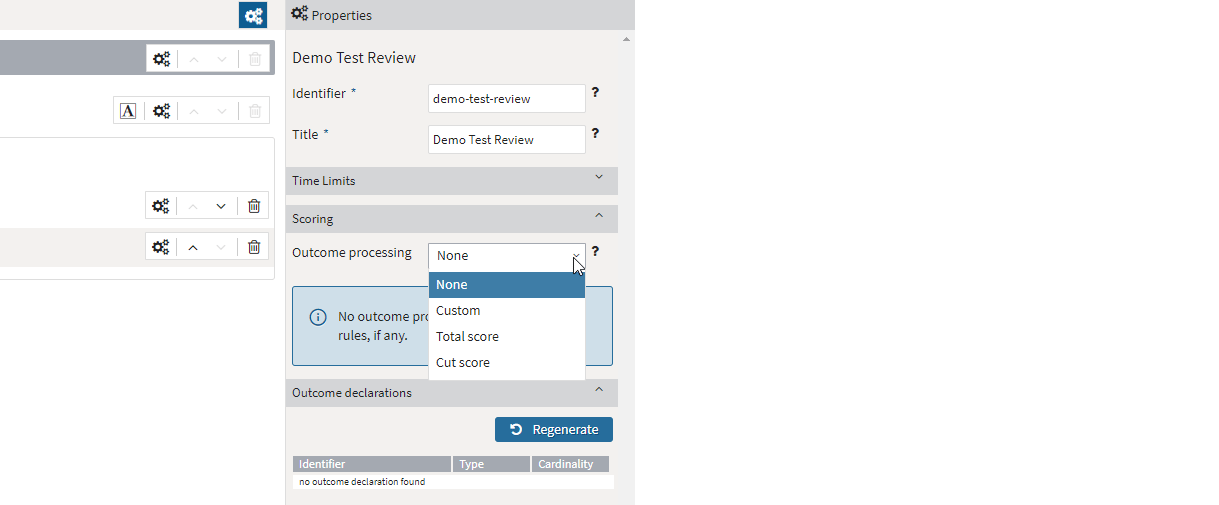 Properties
Demo Test Review
Identifier * demo-test-review ?
Title * Demo Test Review ?
A
Time Limits
Scoring
Outcome processing None ?
None
Custom
Total score
Cut score
No outcome pro
rules, if any.
Outcome declarations
Regenerate
Identifier Type Cardinality
no outcome declaration found